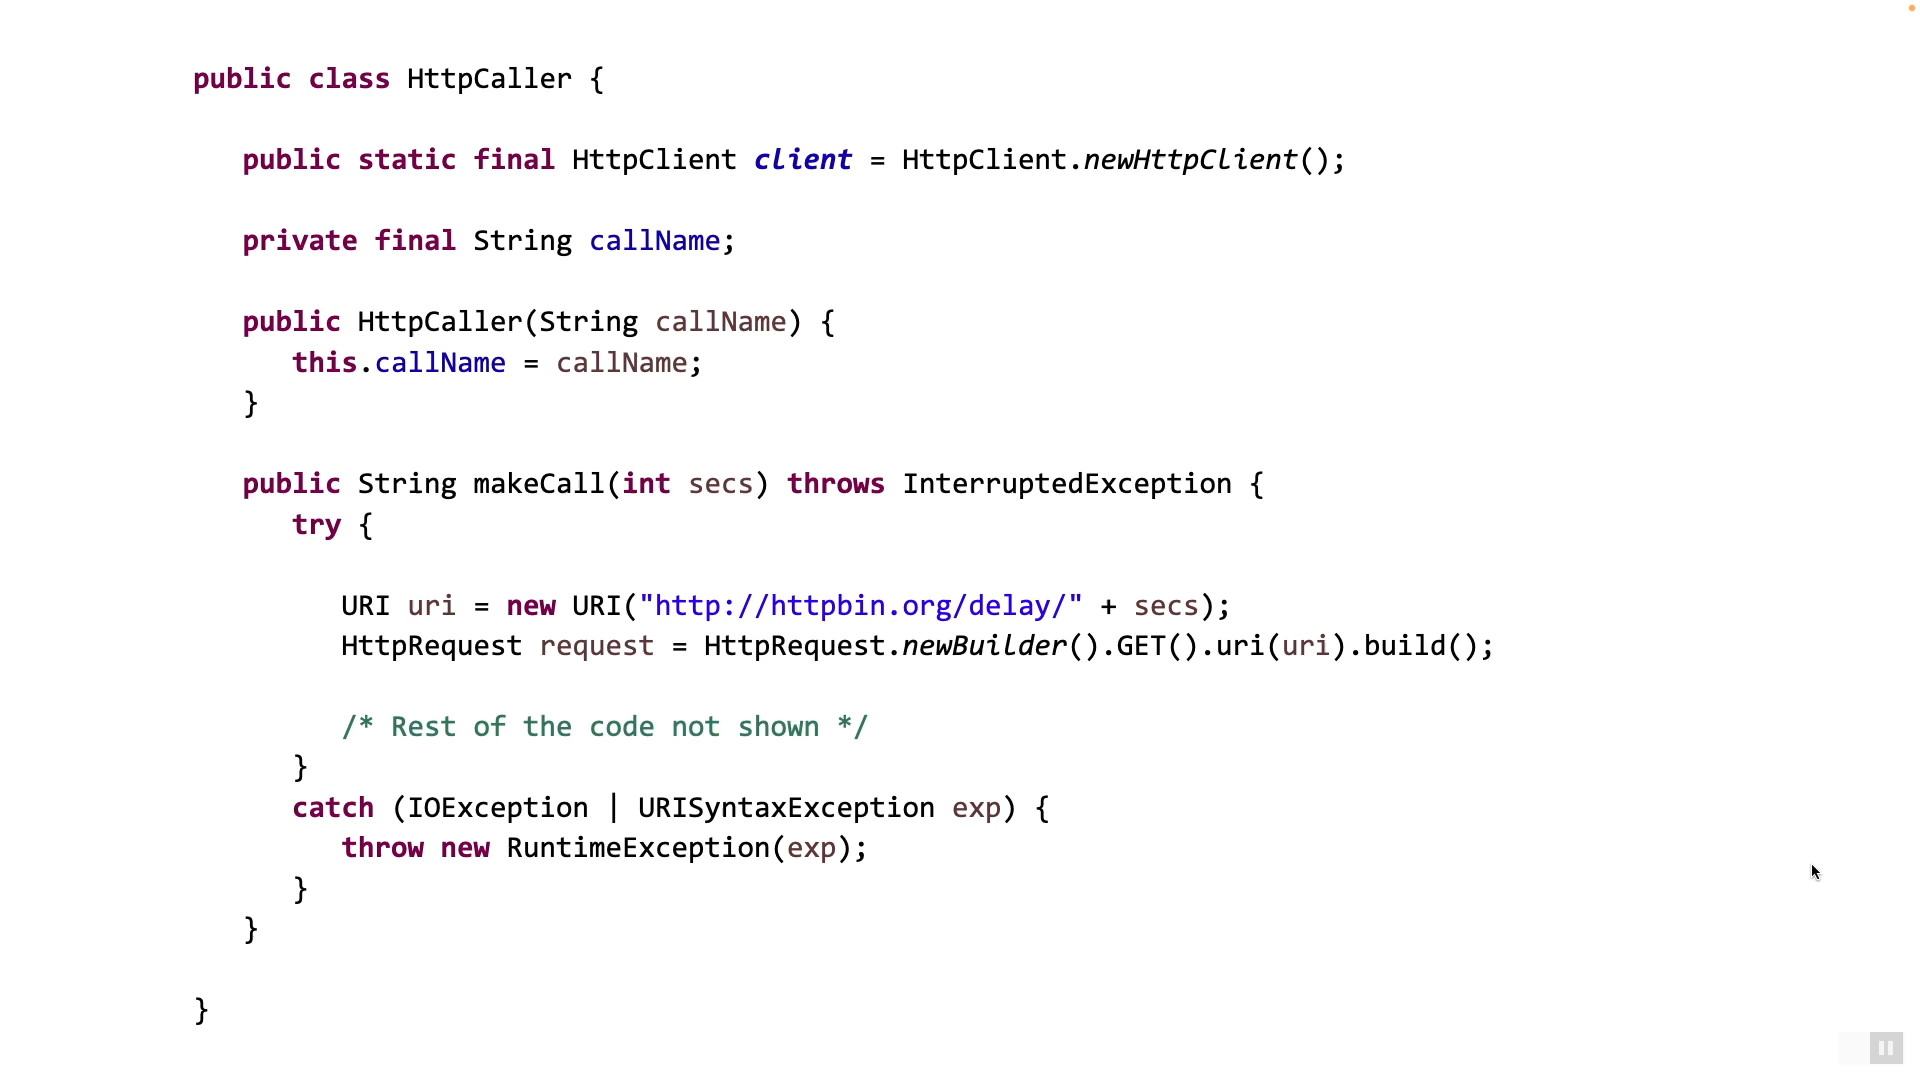 public class HttpCaller {
public static final HttpClient client = HttpClient.newHttpClient();
private final String callName;
public HttpCaller(String callName) {
this.callName = callName;
}
public String makeCall(int secs) throws InterruptedException {
try {
URI uri = new URI("http://httpbin.org/delay/" + secs);
HttpRequest request = HttpRequest.newBuilder().GET().uri(uri).build();
/* Rest of the code not shown */
}
catch (IOException | URISyntaxException exp) {
throw new RuntimeException(exp);
}
}
}